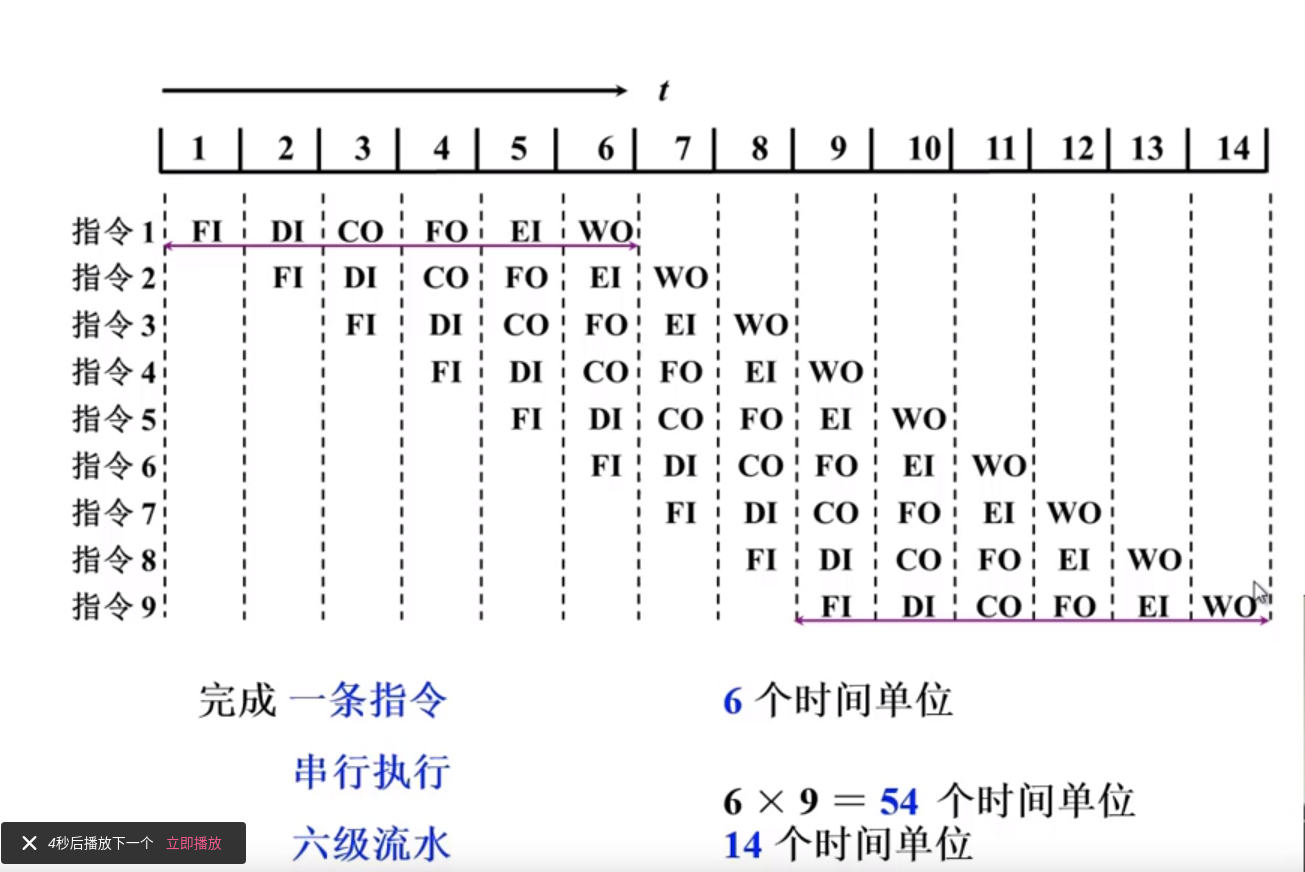 t
1 2 3 4 5 6 7 8 9 10 11 12 13 14
指令 1 FI DI CO FO EI WO
指令 2 FI DI CO FO EI WO
指令 3 FI DI CO FO EI WO
指令 4 FI DI CO FO EI WO
指令 5 FI DI CO FO EI WO
指令 6 FI DI CO FO EI WO
指令 7 FI DI CO FO EI WO
指令 8 FI DI CO FO EI WO
指令 9 FI DI CO FO EI WO
完成 一条指令 6 个时间单位
串行执行
6 × 9 = 54 个时间单位
六级流水 14 个时间单位
4秒后播放下一个 立即播放